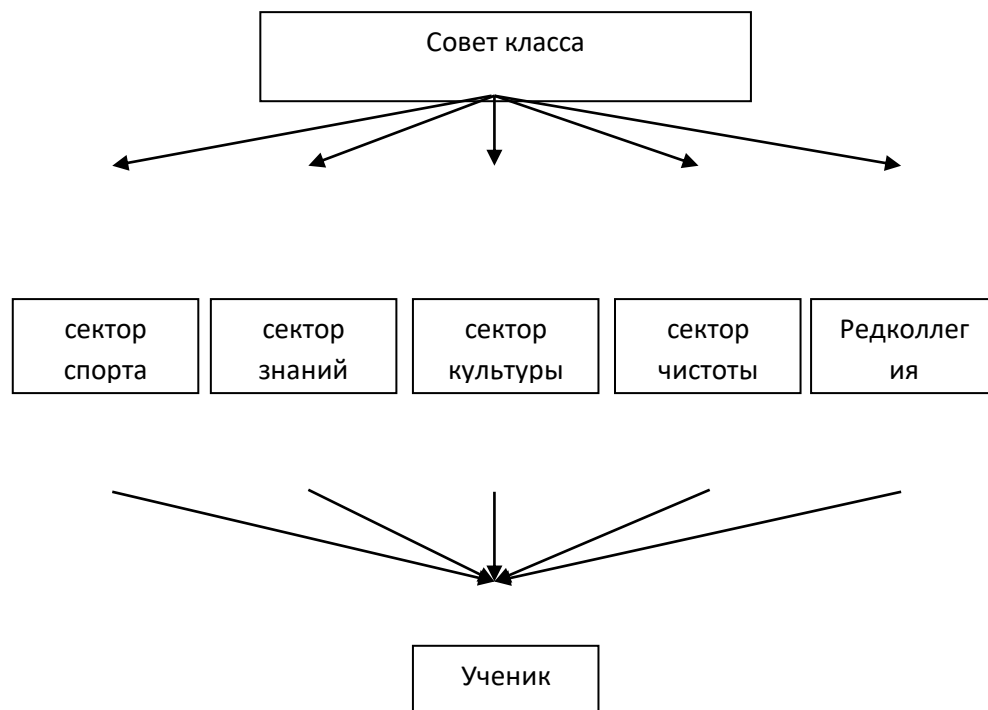 Совет класса
сектор
спорта
сектор
знаний
сектор
культуры
сектор
чистоты
Редколлег
ия
Ученик